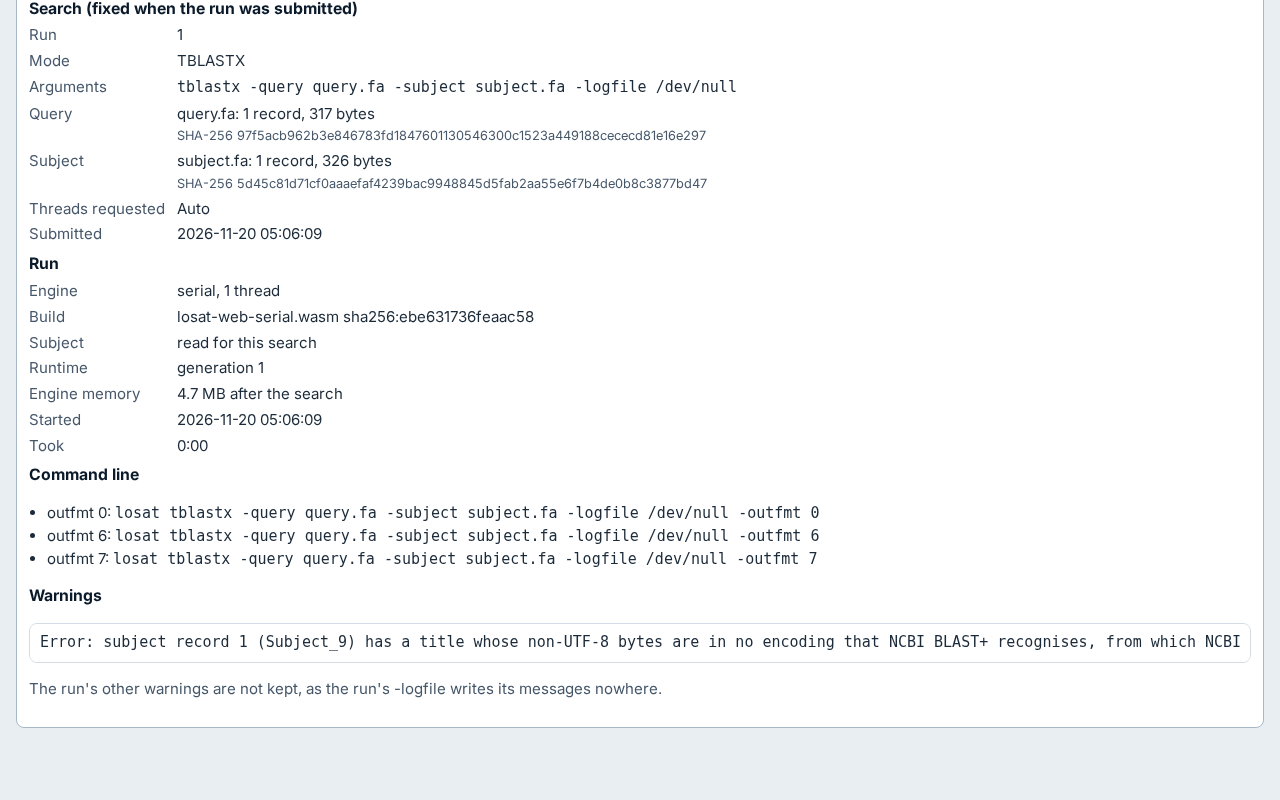 Search (fixed when the run was submitted)
Run 1
Mode TBLASTX
Arguments tblastx -query query.fa -subject subject.fa -logfile /dev/null
Query query.fa: 1 record, 317 bytes
SHA-256 97f5acb962b3e846783fd1847601130546300c1523a449188cececd81e16e297
Subject subject.fa: 1 record, 326 bytes
SHA-256 5d45c81d71cf0aaaefaf4239bac9948845d5fab2aa55e6f7b4de0b8c3877bd47
Threads requested Auto
Submitted 2026-11-20 05:06:09
Run
Engine serial, 1 thread
Build losat-web-serial.wasm sha256:ebe631736feaac58
Subject read for this search
Runtime generation 1
Engine memory 4.7 MB after the search
Started 2026-11-20 05:06:09
Took 0:00
Command line
• outfmt 0: losat tblastx -query query.fa -subject subject.fa -logfile /dev/null -outfmt 0
• outfmt 6: losat tblastx -query query.fa -subject subject.fa -logfile /dev/null -outfmt 6
• outfmt 7: losat tblastx -query query.fa -subject subject.fa -logfile /dev/null -outfmt 7
Warnings
Error: subject record 1 (Subject_9) has a title whose non-UTF-8 bytes are in no encoding that NCBI BLAST+ recognises, from which NCBI
The run's other warnings are not kept, as the run's -logfile writes its messages nowhere.